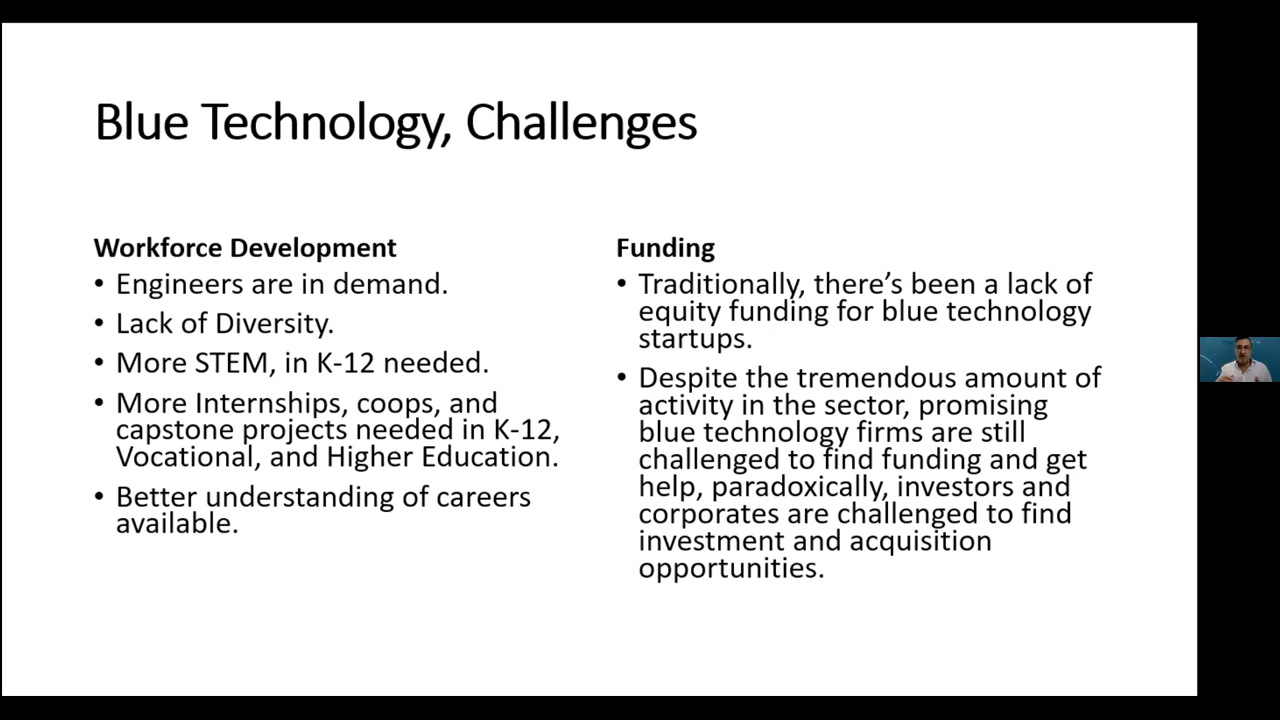 Blue Technology, Challenges
Workforce Development
• Engineers are in demand.
• Lack of Diversity.
• More STEM, in K-12 needed.
• More Internships, coops, and
capstone projects needed in K-12,
Vocational, and Higher Education.
• Better understanding of careers
available.
Funding
• Traditionally, there’s been a lack of
equity funding for blue technology
startups.
• Despite the tremendous amount of
activity in the sector, promising
blue technology firms are still
challenged to find funding and get
help, paradoxically, investors and
corporates are challenged to find
investment and acquisition
opportunities.